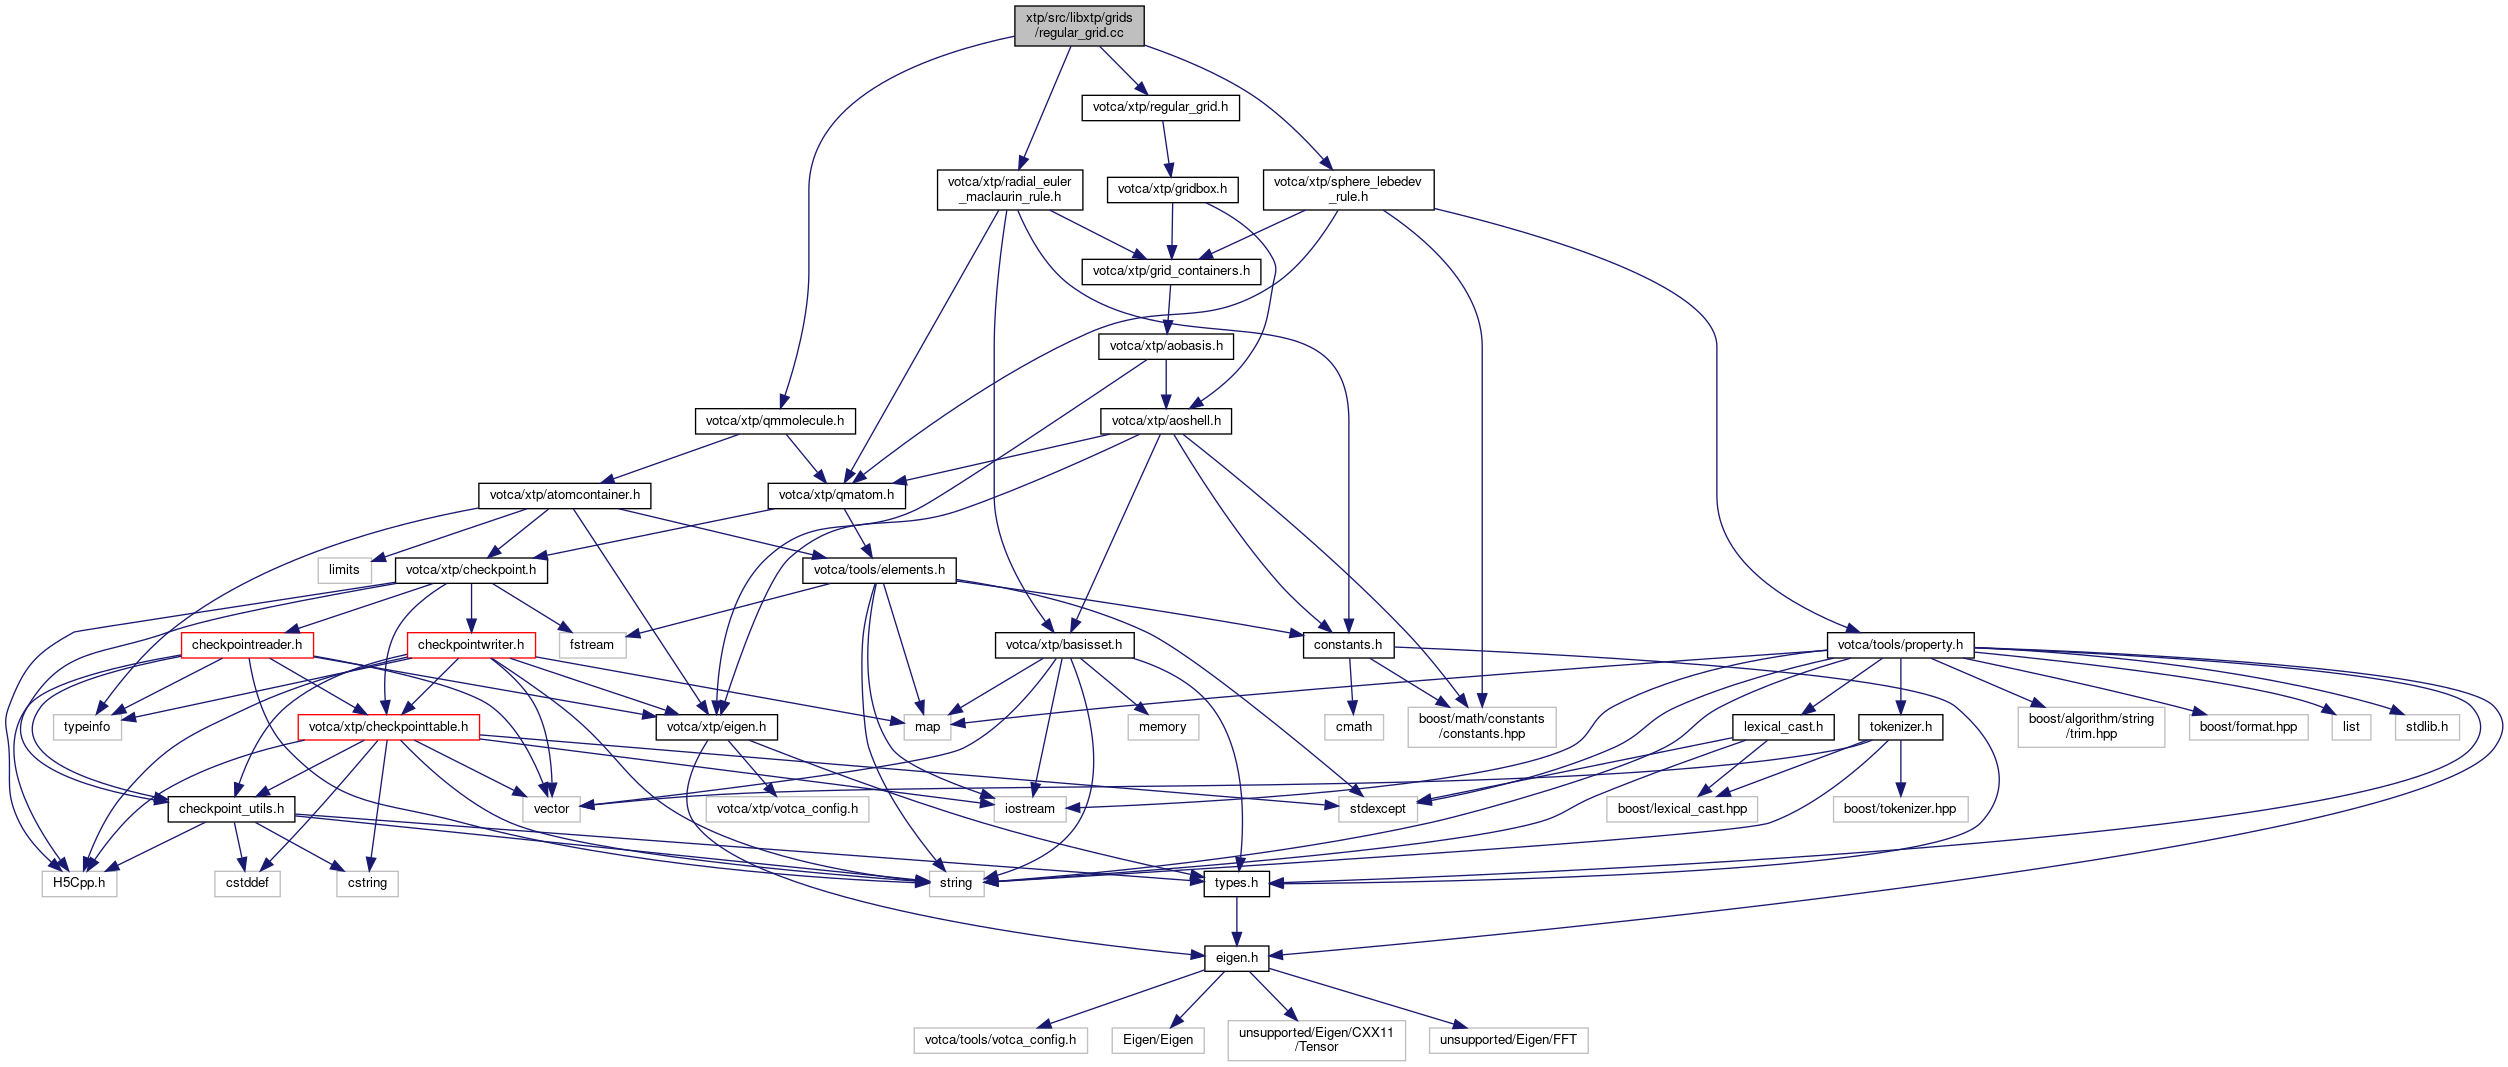 xtp/src/libxtp/grids
/regular_grid.cc
votca/xtp/regular_grid.h
votca/xtp/radial_euler
_maclaurin_rule.h
votca/xtp/gridbox.h
votca/xtp/sphere_lebedev
_rule.h
votca/xtp/grid_containers.h
votca/xtp/aobasis.h
votca/xtp/qmmolecule.h
votca/xtp/aoshell.h
votca/xtp/atomcontainer.h
votca/xtp/qmatom.h
limits
votca/xtp/checkpoint.h
votca/tools/elements.h
checkpointreader.h
checkpointwriter.h
fstream
votca/xtp/basisset.h
constants.h
votca/tools/property.h
typeinfo
votca/xtp/checkpointtable.h
votca/xtp/eigen.h
map
memory
cmath
boost/math/constants
/constants.hpp
lexical_cast.h
tokenizer.h
boost/algorithm/string
/trim.hpp
boost/format.hpp
list
stdlib.h
checkpoint_utils.h
vector
votca/xtp/votca_config.h
iostream
stdexcept
boost/lexical_cast.hpp
boost/tokenizer.hpp
H5Cpp.h
cstddef
cstring
string
types.h
eigen.h
votca/tools/votca_config.h
Eigen/Eigen
unsupported/Eigen/CXX11
/Tensor
unsupported/Eigen/FFT